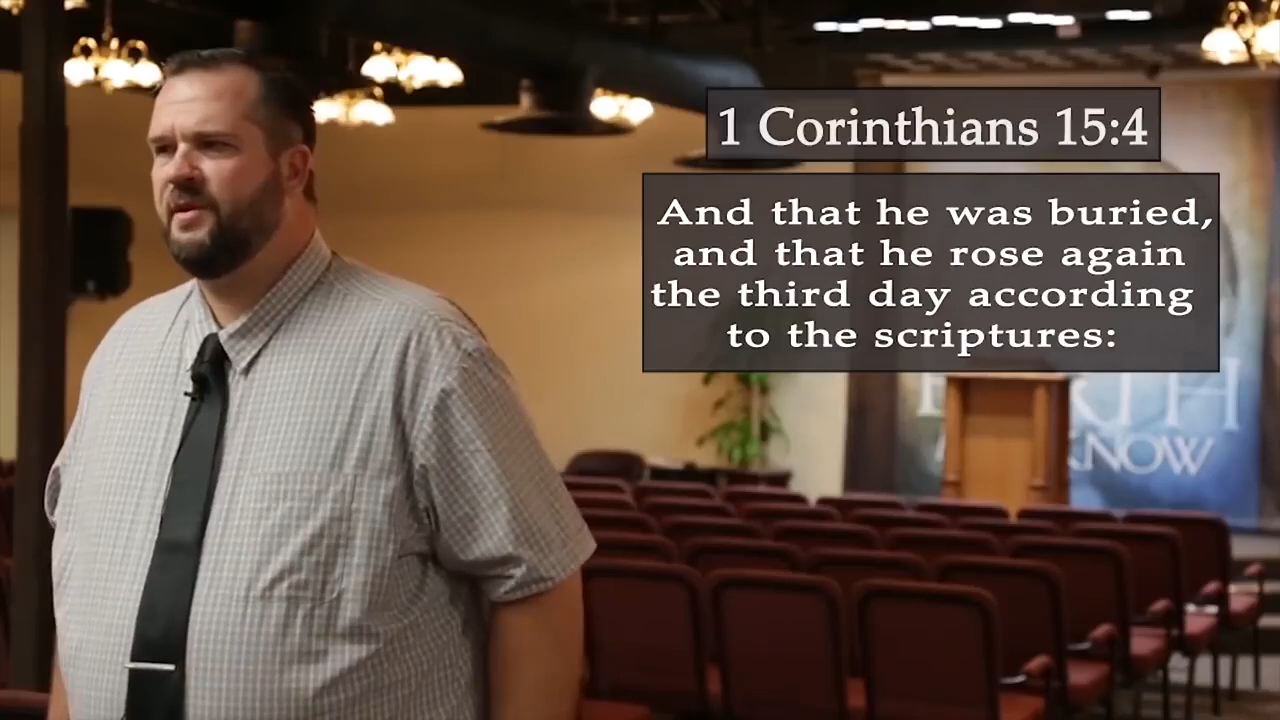 1 Corinthians 15:4
And that he was buried,
and that he rose again
the third day according
to the scriptures: